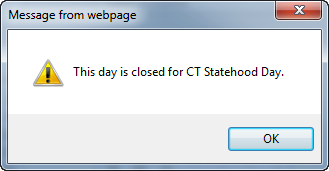 Message from webpage
This day is closed for CT Statehood Day.
OK